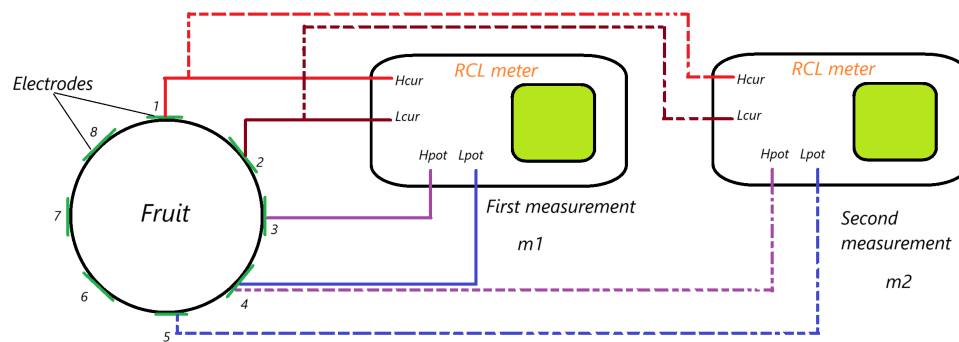 RCL meter
RCL meter
Hcur
Hcur
Electrodes
1
Lcur
Lcur
8
2
Hpot Lpot
Hpot Lpot
Fruit
7
3
First measurement
m1
Second
measurement
m2
6
4
5